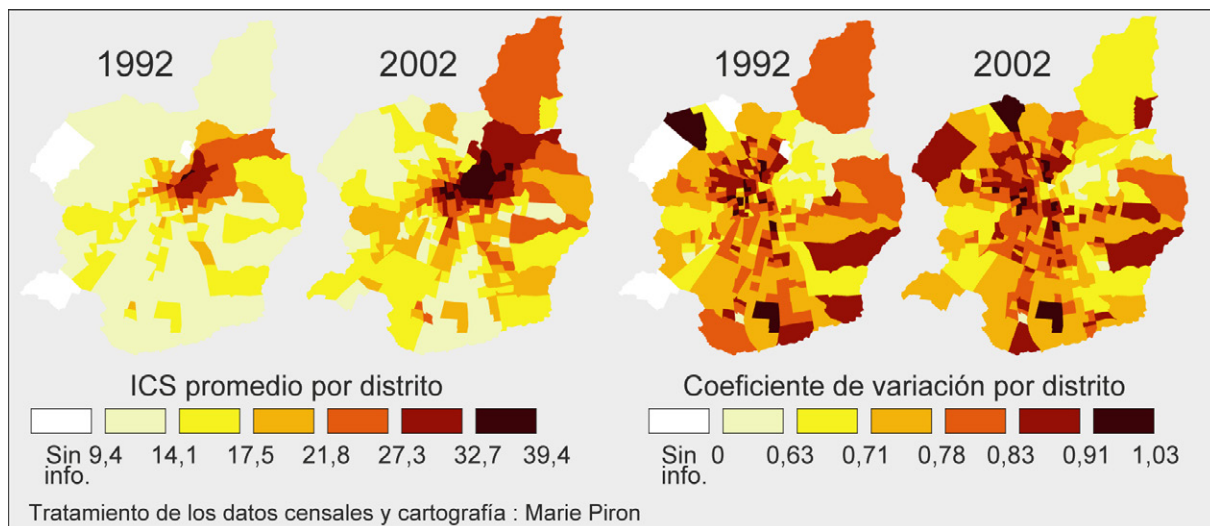 1992
2002
1992
2002
ICS promedio por distrito
Sin info.
9,4 14,1 17,5 21,8 27,3 32,7 39,4
Coeficiente de variación por distrito
Sin info.
0 0,63 0,71 0,78 0,83 0,91 1,03
Tratamiento de los datos censales y cartografía : Marie Piron